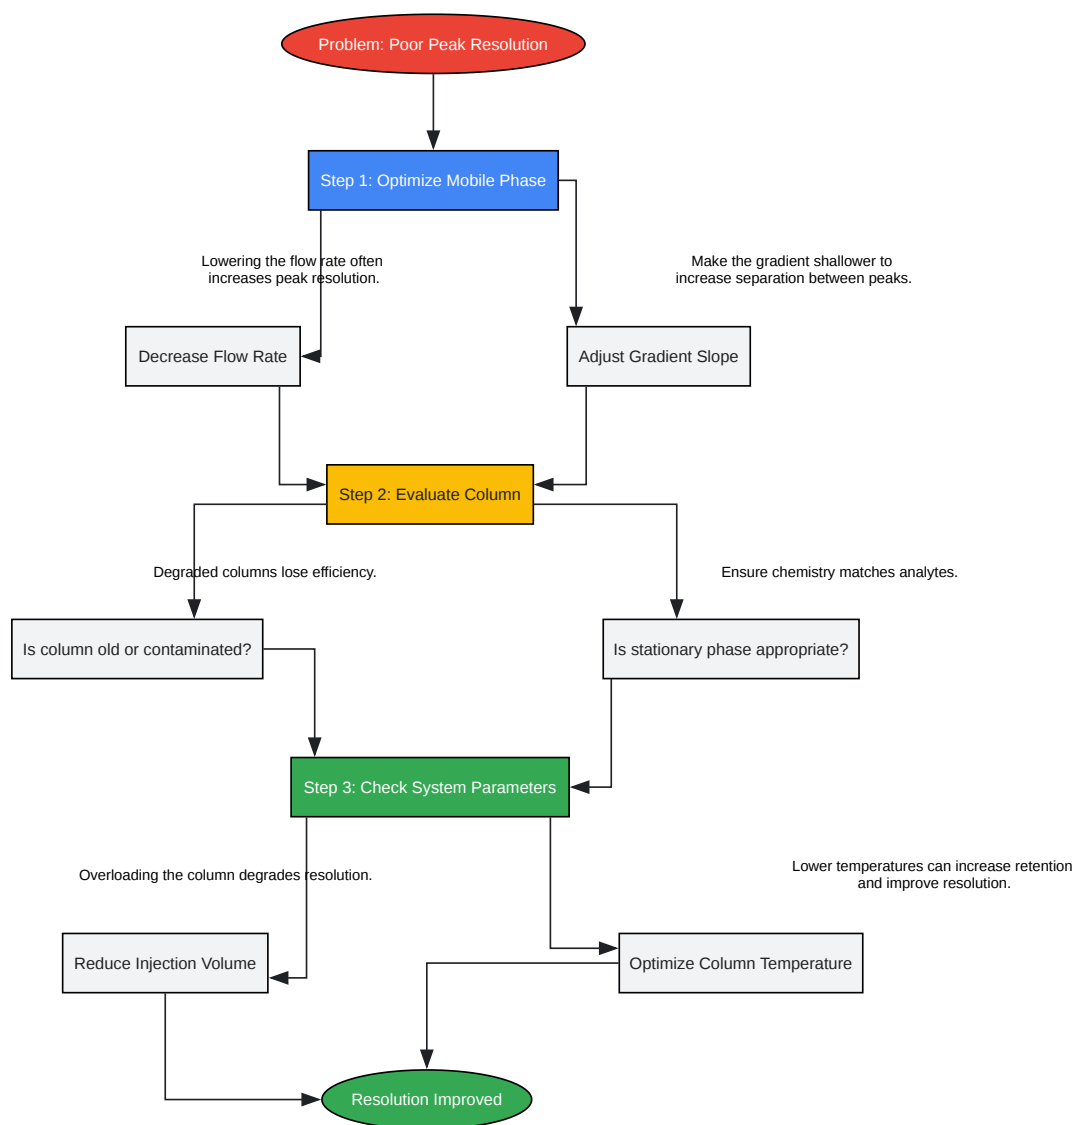 Problem: Poor Peak Resolution
Step 1: Optimize Mobile Phase
Lowering the flow rate often
increases peak resolution.
Make the gradient shallower to
increase separation between peaks.
Decrease Flow Rate
Adjust Gradient Slope
Step 2: Evaluate Column
Degraded columns lose efficiency.
Ensure chemistry matches analytes.
Is column old or contaminated?
Is stationary phase appropriate?
Step 3: Check System Parameters
Overloading the column degrades resolution.
Lower temperatures can increase retention
and improve resolution.
Reduce Injection Volume
Optimize Column Temperature
Resolution Improved